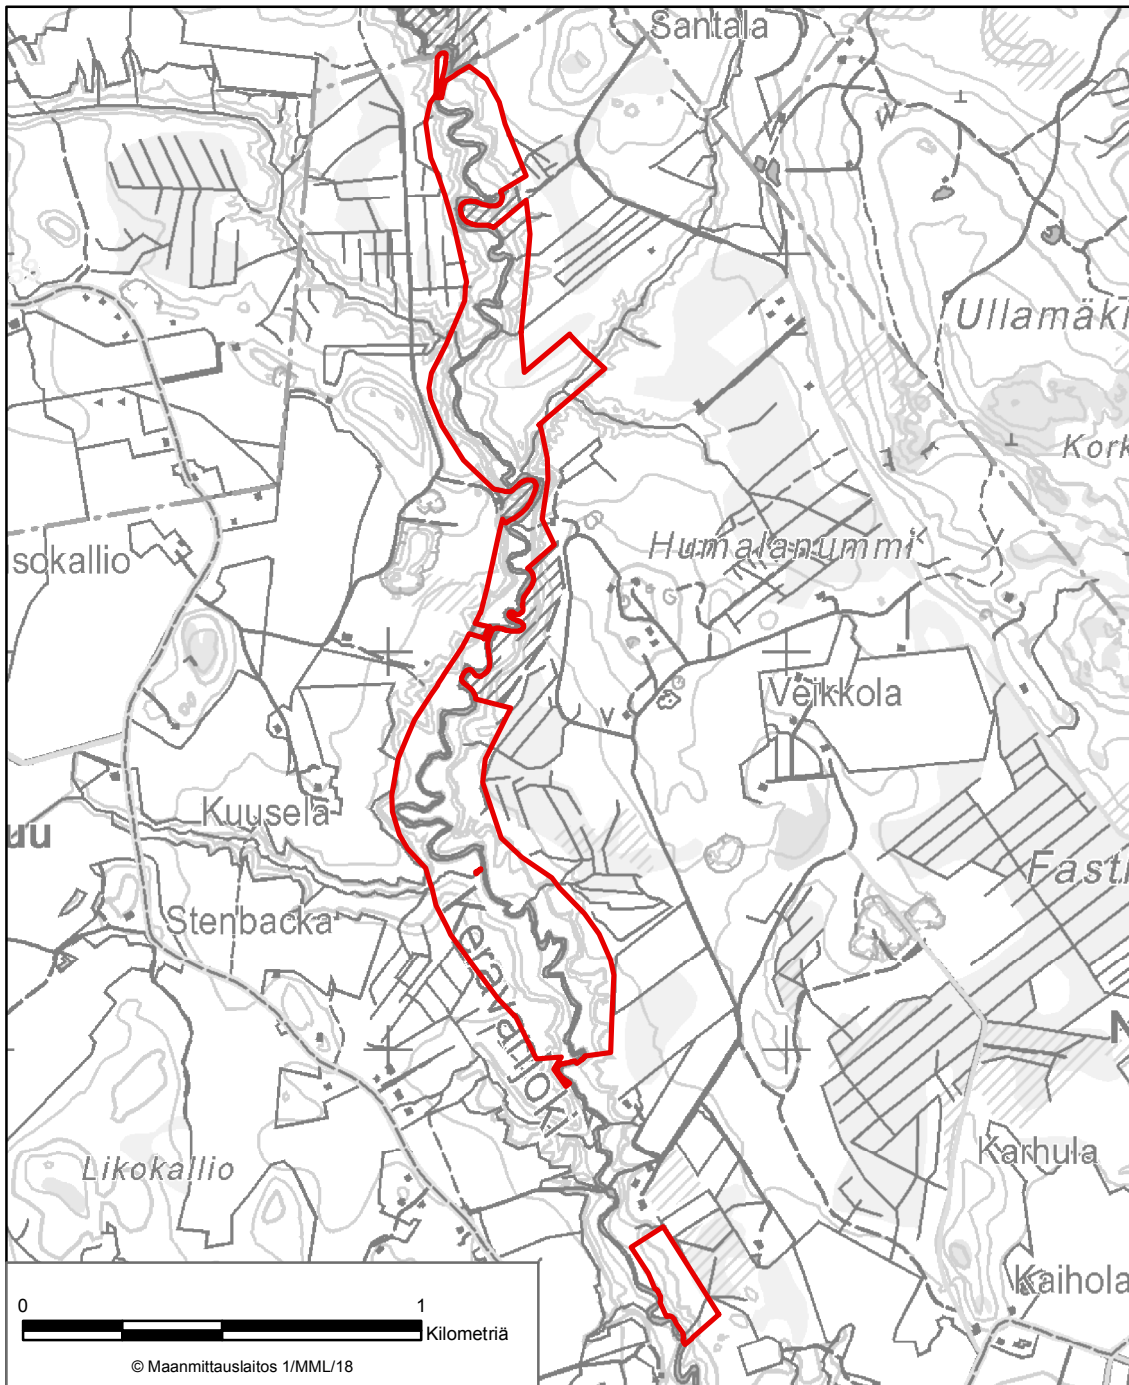 Santala
Ullamäki
Kork
Humalanummi
sokallio
Veikkola
Kuusela
uu
Fast
Stenbacka
Keravanjoki
N
Karhula
Likokallio
Kaihola
0 1
Kilometriä
© Maanmittauslaitos 1/MML/18